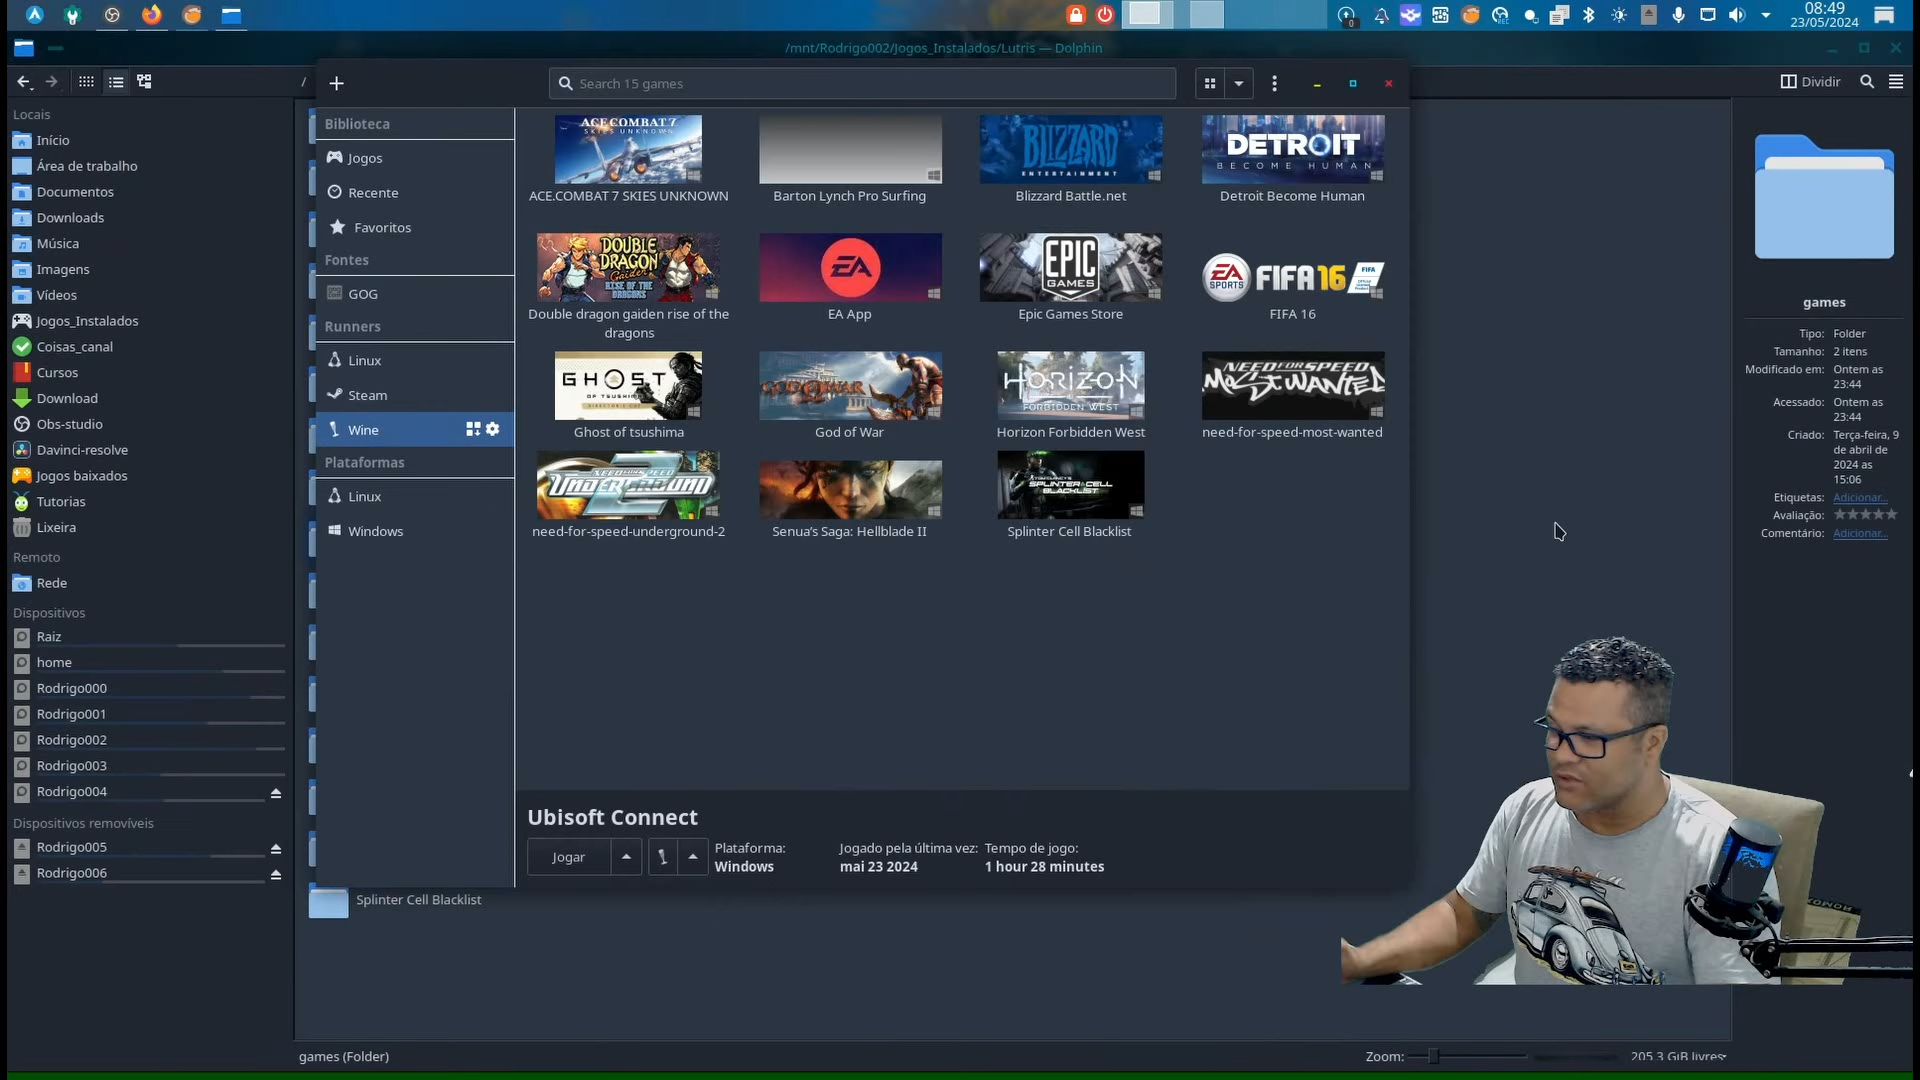 08:49
23/05/2024
0
REC
/mnt/Rodrigo002/Jogos_Instalados/Lutris — Dolphin
/
Search 15 games
Dividir
Locais
Início
Área de trabalho
Documentos
Downloads
Música
Imagens
Vídeos
Jogos_Instalados
Coisas_canal
Cursos
Download
Obs-studio
Davinci-resolve
Jogos baixados
Tutorias
Lixeira
Remoto
Rede
Dispositivos
Raiz
home
Rodrigo000
Rodrigo001
Rodrigo002
Rodrigo003
Rodrigo004
Dispositivos removíveis
Rodrigo005
Rodrigo006
Biblioteca
Jogos
Recente
Favoritos
Fontes
GOG
Runners
Linux
Steam
Wine
Plataformas
Linux
Windows
ACE COMBAT 7
SKIES UNKNOWN
BLIZZARD
ENTERTAINMENT
DETROIT
BECOME HUMAN
ACE.COMBAT 7 SKIES UNKNOWN
Barton Lynch Pro Surfing
Blizzard Battle.net
Detroit Become Human
DOUBLE
DRAGON
Gaiden
RISE OF THE
DRAGONS
EA
EPIC
GAMES
EA
SPORTS
FIFA 16
FIFA
Double dragon gaiden rise of the
dragons
EA App
Epic Games Store
FIFA 16
GHOST
OF TSUSHIMA
DIRECTOR'S CUT
GOD OF WAR
HORIZON
FORBIDDEN WEST
NEED FOR SPEED
MOST WANTED
Ghost of tsushima
God of War
Horizon Forbidden West
need-for-speed-most-wanted
NEED FOR SPEED
UNDERGROUND
2
TOM CLANCY'S
SPLINTER CELL
BLACKLIST
need-for-speed-underground-2
Senua’s Saga: Hellblade II
Splinter Cell Blacklist
Ubisoft Connect
Jogar
Plataforma:
Windows
Jogado pela última vez:
mai 23 2024
Tempo de jogo:
1 hour 28 minutes
Splinter Cell Blacklist
games (Folder)
Zoom:
205,3 GiB livres
games
Tipo: Folder
Tamanho: 2 itens
Modificado em: Ontem as
23:44
Acessado: Ontem as
23:44
Criado: Terça-feira, 9
de abril de
2024 as
15:06
Etiquetas: Adicionar...
Avaliação:
Comentário: Adicionar...